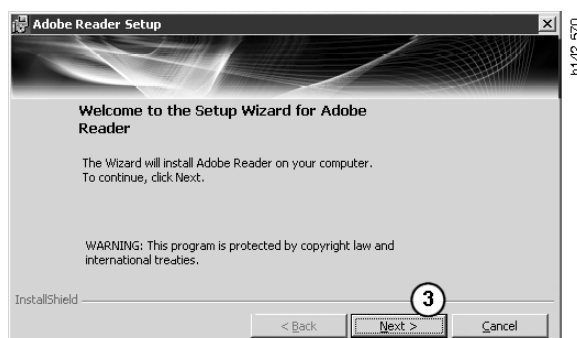 Adobe Reader Setup
Welcome to the Setup Wizard for Adobe
Reader
The Wizard will install Adobe Reader on your computer.
To continue, click Next.
WARNING: This program is protected by copyright law and
international treaties.
InstallShield
3
< Back
Next >
Cancel